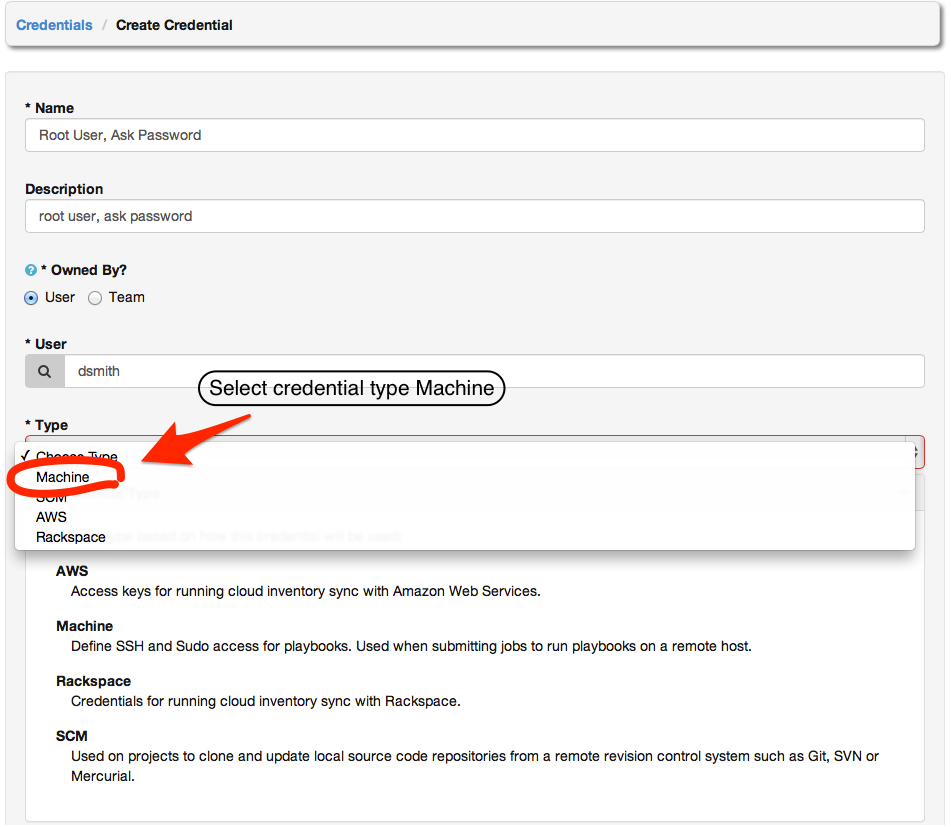 Credentials / Create Credential
* Name
Root User, Ask Password
Description
root user, ask password
? * Owned By?
User Team
* User
dsmith
Select credential type Machine
* Type
✓ Choose Type
Machine
SCM
AWS
Rackspace
AWS
Access keys for running cloud inventory sync with Amazon Web Services.
Machine
Define SSH and Sudo access for playbooks. Used when submitting jobs to run playbooks on a remote host.
Rackspace
Credentials for running cloud inventory sync with Rackspace.
SCM
Used on projects to clone and update local source code repositories from a remote revision control system such as Git, SVN or
Mercurial.